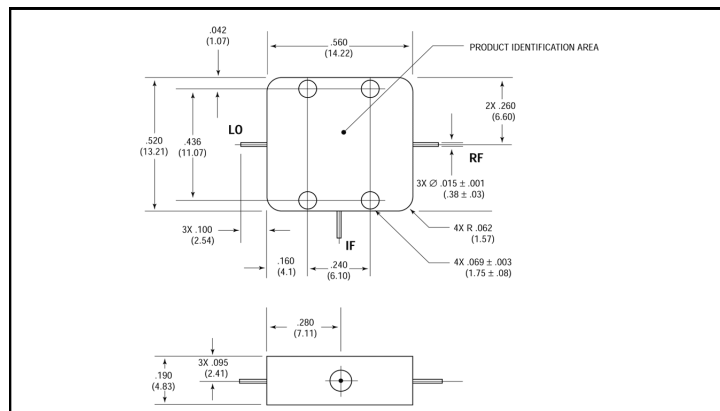 .042
(1.07)
.560
(14.22)
PRODUCT IDENTIFICATION AREA
2X .260
(6.60)
.520
(13.21)
.436
(11.07)
LO
RF
3X Ø .015 ± .001
(.38 ± .03)
3X .100
(2.54)
IF
4X R .062
(1.57)
.160
(4.1)
.240
(6.10)
4X .069 ± .003
(1.75 ± .08)
.280
(7.11)
3X .095
(2.41)
.190
(4.83)